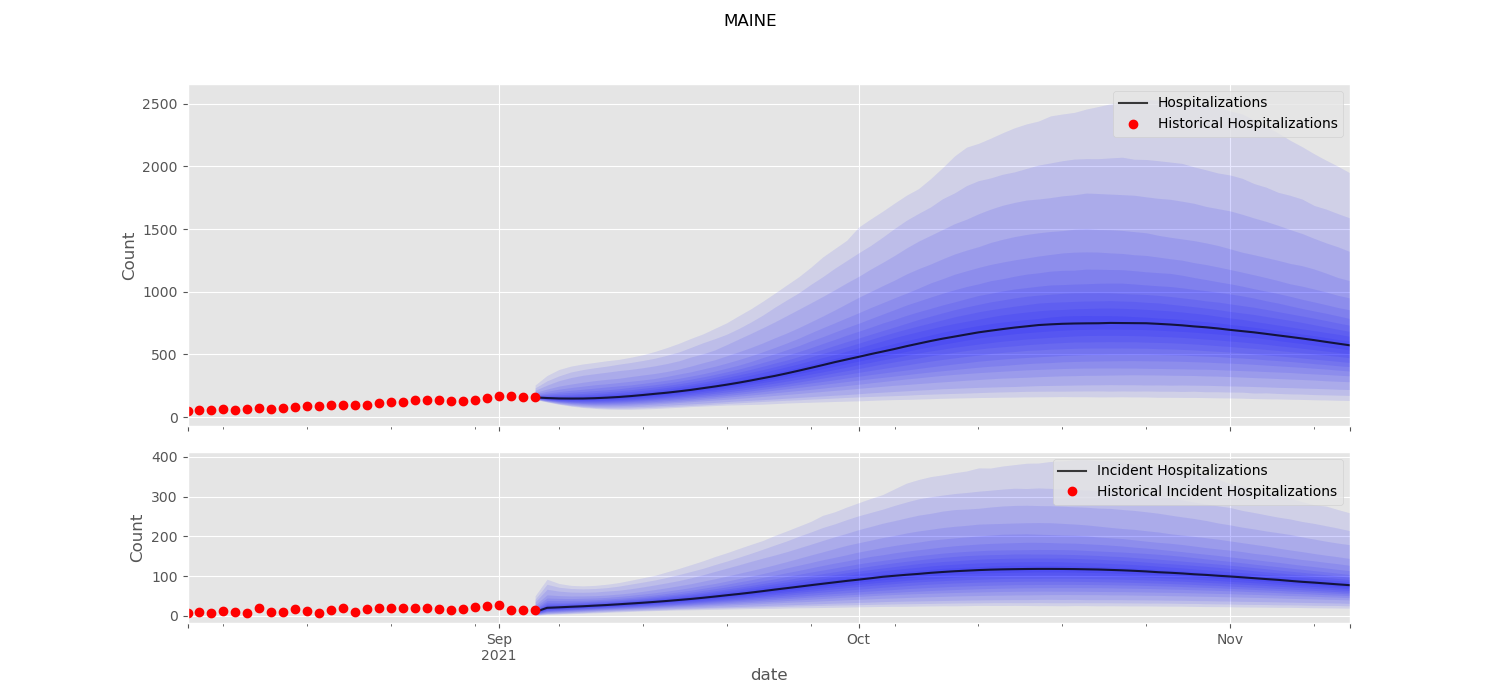 MAINE
2500
2000
1500
1000
500
0
Count
Hospitalizations
Historical Hospitalizations
400
300
200
100
0
Count
Incident Hospitalizations
Historical Incident Hospitalizations
Sep
2021
Oct
Nov
date